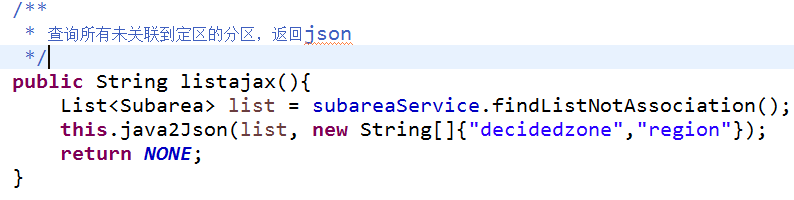 /**
 * 查询所有未关联到定区的分区，返回json
 */
public String listajax(){
    List<Subarea> list = subareaService.findListNotAssociation();
    this.java2Json(list, new String[]{"decidedzone","region"});
    return NONE;
}